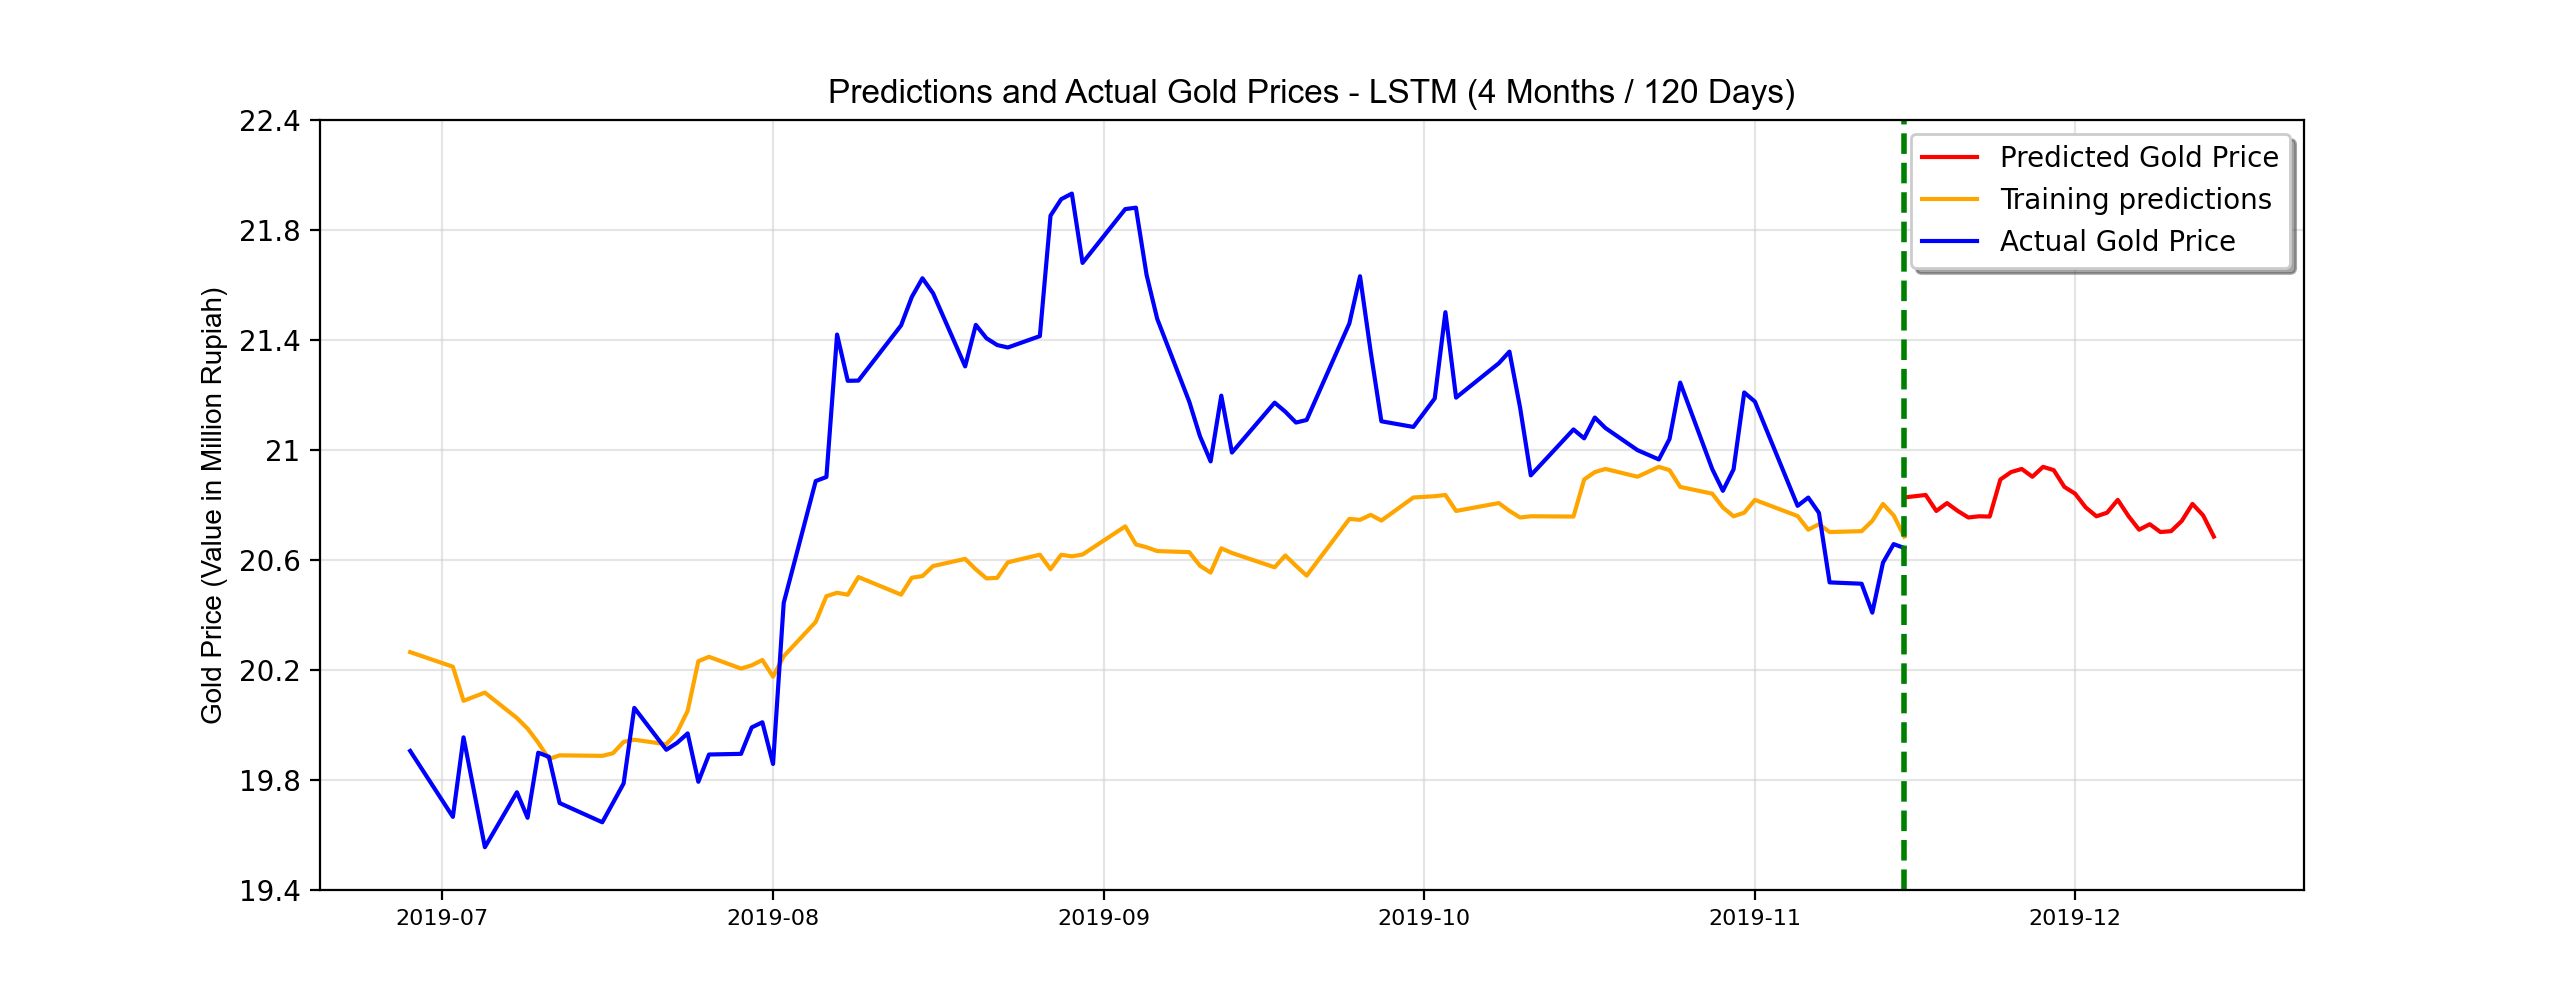 Predictions and Actual Gold Prices - LSTM (4 Months / 120 Days)
Predicted Gold Price
Training predictions
Actual Gold Price
Gold Price (Value in Million Rupiah)
22.4
21.8
21.4
21
20.6
20.2
19.8
19.4
2019-07
2019-08
2019-09
2019-10
2019-11
2019-12